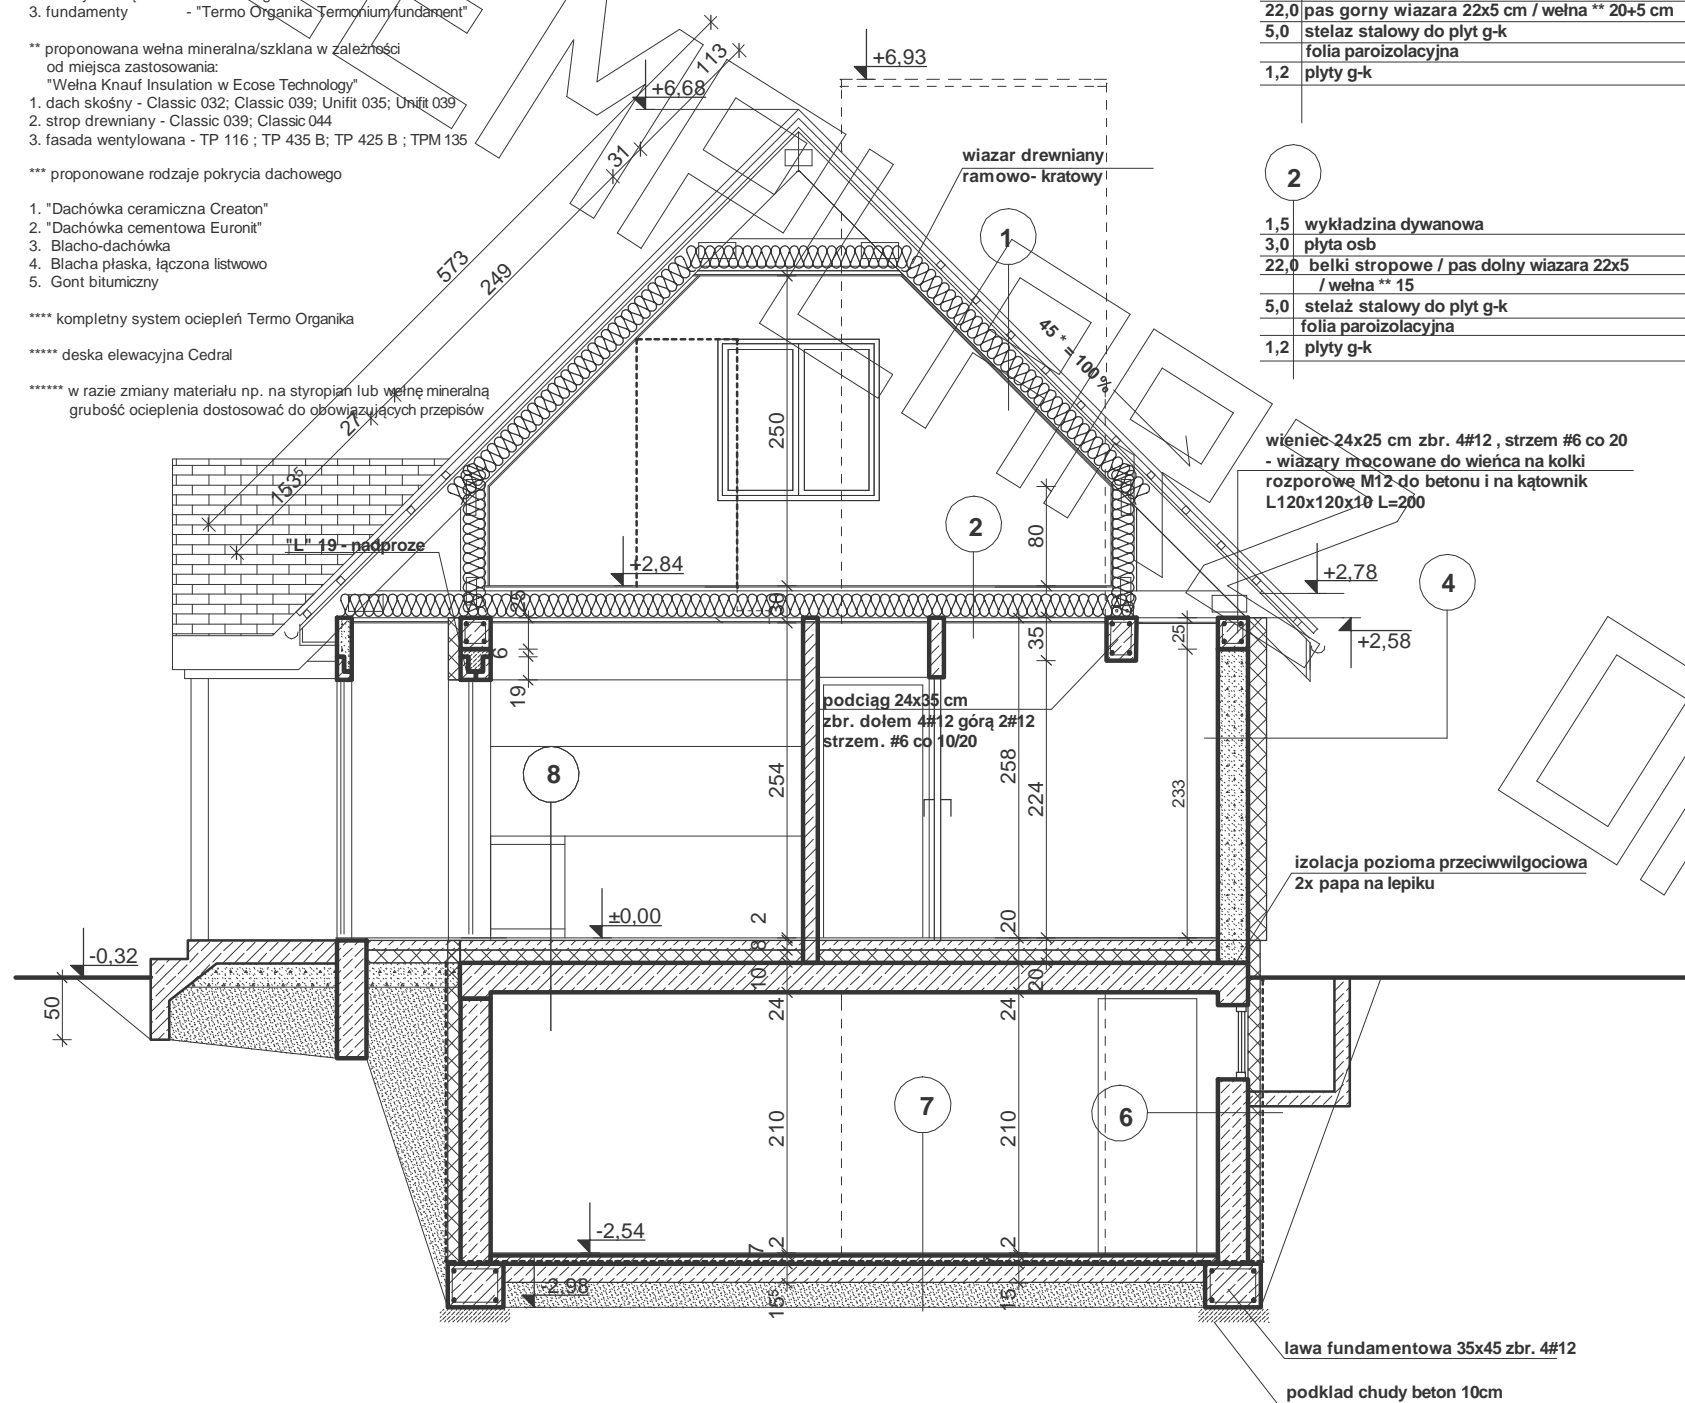 3. fundamenty - "Termo Organika Termonium fundament"
** proponowana wełna mineralna/szklana w zależności
od miejsca zastosowania:
"Wełna Knauf Insulation w Ecose Technology"
1. dach skośny - Classic 032; Classic 039; Unifit 035; Unifit 039
2. strop drewniany - Classic 039; Classic 044
3. fasada wentylowana - TP 116 ; TP 435 B; TP 425 B ; TPM 135
*** proponowane rodzaje pokrycia dachowego
1. "Dachówka ceramiczna Creaton"
2. "Dachówka cementowa Euronit"
3. Blacho-dachówka
4. Blacha płaska, łączona listwowo
5. Gont bitumiczny
**** kompletny system ociepleń Termo Organika
***** deska elewacyjna Cedral
****** w razie zmiany materiału np. na styropian lub wełnę mineralną
grubość ocieplenia dostosować do obowiązujących przepisów
22,0 pas gorny wiazara 22x5 cm / wełna ** 20+5 cm
5,0 stelaz stalowy do plyt g-k
folia paroizolacyjna
1,2 plyty g-k
2
1,5 wykładzina dywanowa
3,0 płyta osb
22,0 belki stropowe / pas dolny wiazara 22x5
/ wełna ** 15
5,0 stelaż stalowy do plyt g-k
folia paroizolacyjna
1,2 plyty g-k
+6,93
+6,68
113
31
573
249
27
153⁵
wiazar drewniany
ramowo- kratowy
1
45 ° = 100 %
wieniec 24x25 cm zbr. 4#12 , strzem #6 co 20
- wiazary mocowane do wieńca na kolki
rozporowe M12 do betonu i na kątownik
L120x120x10 L=200
250
80
2
"L" 19 - nadproze
+2,84
+2,78
4
+2,58
30
25
6
19
35
25
podciąg 24x35 cm
zbr. dołem 4#12 górą 2#12
strzem. #6 co 10/20
8
254
258
224
233
izolacja pozioma przeciwwilgociowa
2x papa na lepiku
±0,00
2
20
-0,32
8
10
20
50
24
24
7
6
210
210
-2,54
7
2
2
-2,98
15⁵
15
lawa fundamentowa 35x45 zbr. 4#12
podklad chudy beton 10cm